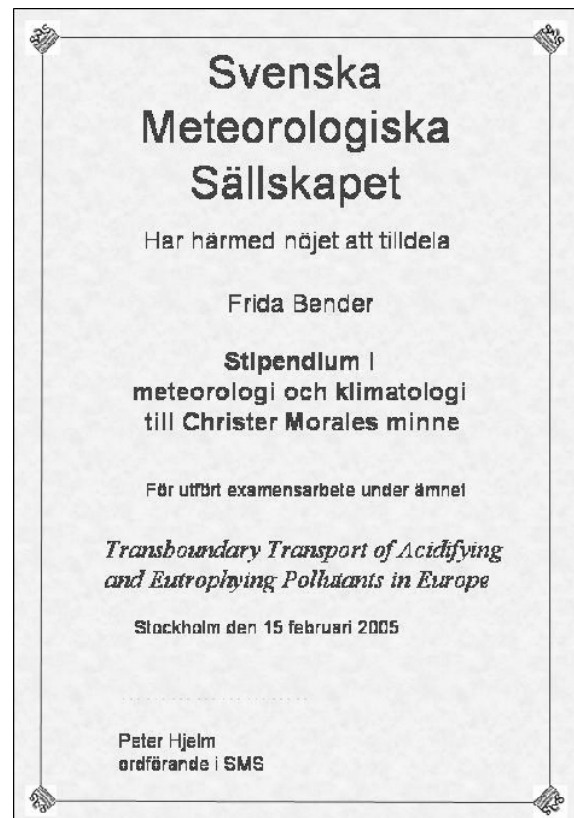 Svenska
Meteorologiska
Sällskapet
Har härmed nöjet att tilldela
Frida Bender
Stipendium i
meteorologi och klimatologi
till Christer Morales minne
För utfört examensarbete under ämnet
Transboundary Transport of Acidifying
and Eutrophying Pollutants in Europe
Stockholm den 15 februari 2005
Peter Hjelm
ordförande i SMS